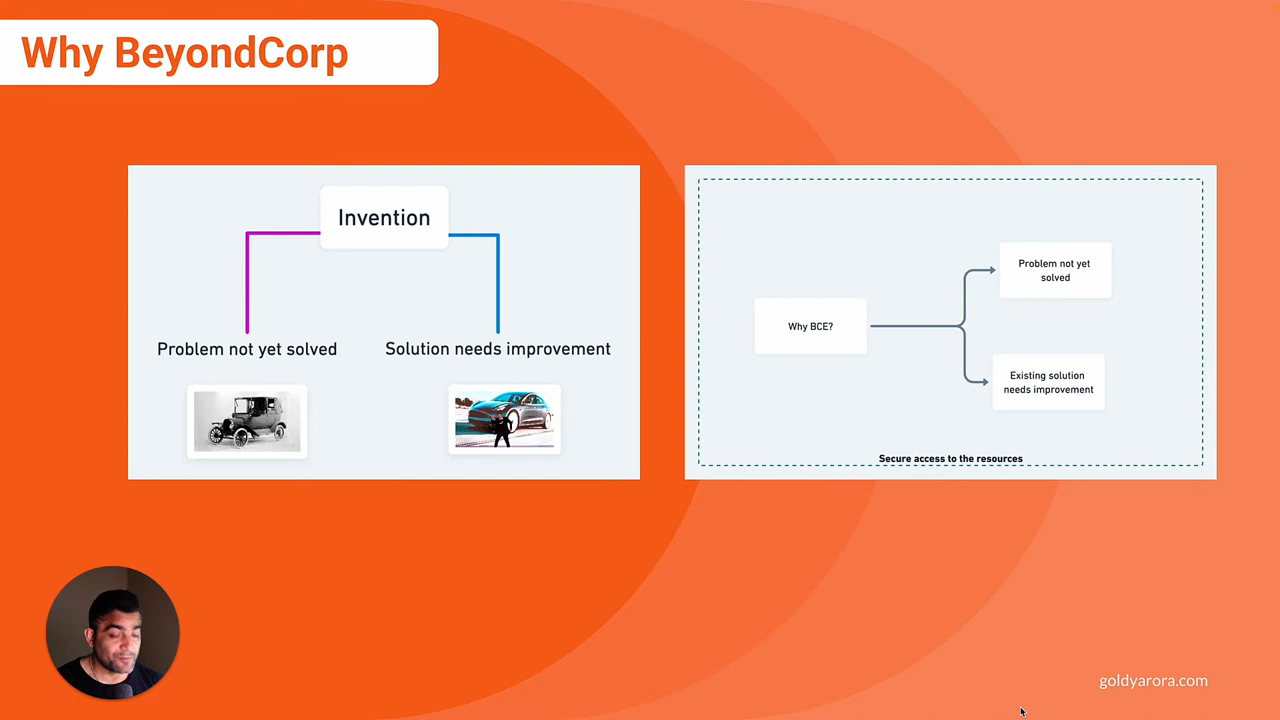 Why BeyondCorp
Invention
Problem not yet solved
Solution needs improvement
Why BCE?
Problem not yet
solved
Existing solution
needs improvement
Secure access to the resources
goldyarora.com